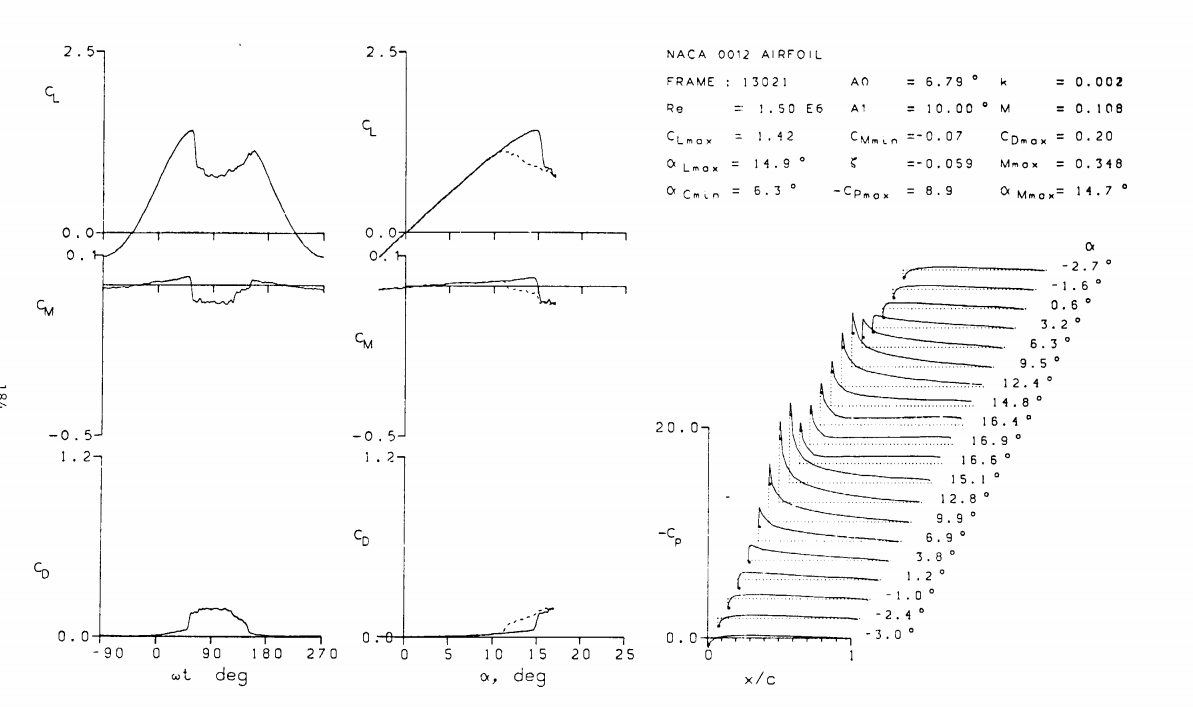 NACA 0012 AIRFOIL
FRAME : 13021 A0 = 6.79 ° k = 0.002
Re = 1.50 E6 A1 = 10.00 ° M = 0.108
CLmax = 1.42 CMmin =-0.07 CDmax = 0.20
α Lmax = 14.9 ° ζ =-0.059 Mmax = 0.348
α Cmin = 6.3 ° -CPmax = 8.9 α Mmax= 14.7 °
2.5
CL
0.0
0.1
CM
-0.5
1.2
CD
0.0
-90 0 90 180 270
ωt deg
2.5
CL
0.0
0.1
CM
-0.5
1.2
CD
0.0
0 5 10 15 20 25
α, deg
α
-2.7 °
-1.6 °
0.6 °
3.2 °
6.3 °
9.5 °
12.4 °
14.8 °
16.4 °
16.9 °
16.6 °
15.1 °
12.8 °
9.9 °
6.9 °
3.8 °
1.2 °
-1.0 °
-2.4 °
-3.0 °
20.0
-Cp
0.0
0 1
x/c